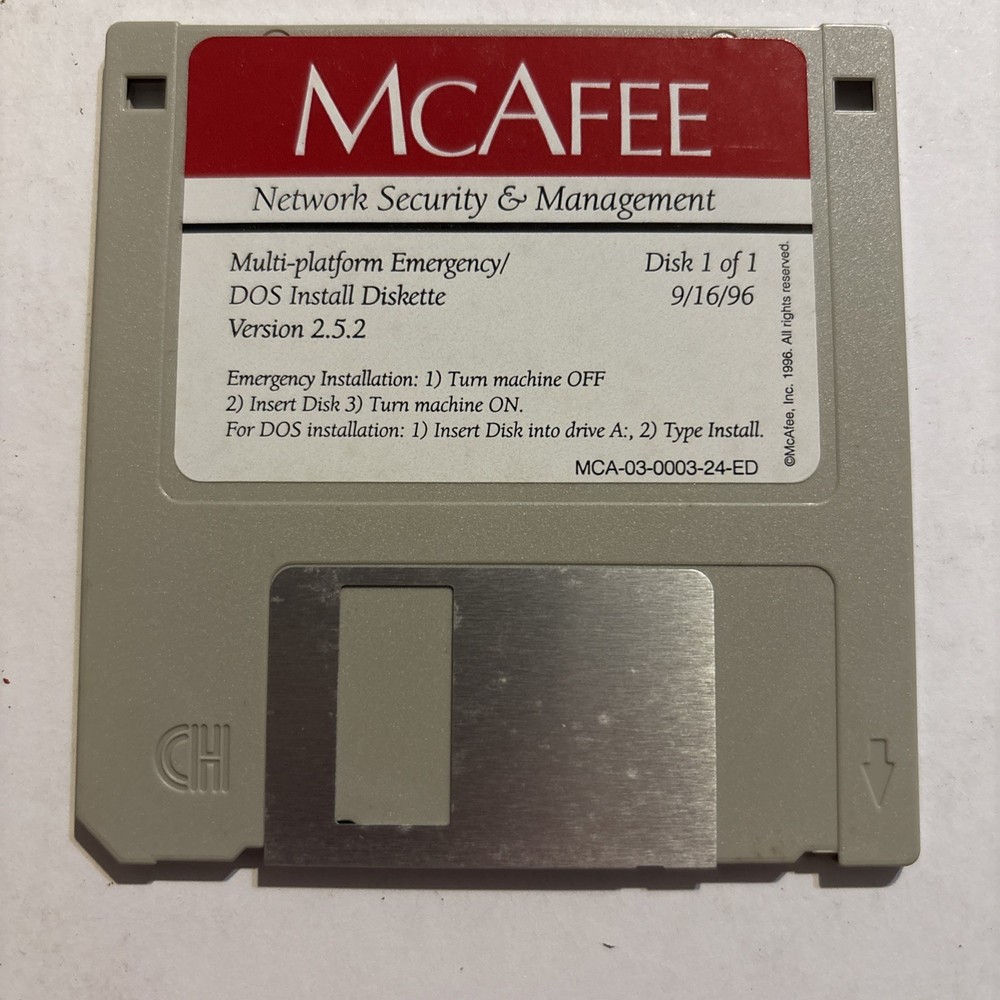 McAfee
Network Security & Management
Multi-platform Emergency/
DOS Install Diskette
Version 2.5.2
Disk 1 of 1
9/16/96
Emergency Installation: 1) Turn machine OFF
2) Insert Disk 3) Turn machine ON.
For DOS installation: 1) Insert Disk into drive A:, 2) Type Install.
MCA-03-0003-24-ED
©McAfee, Inc. 1996. All rights reserved.
CH